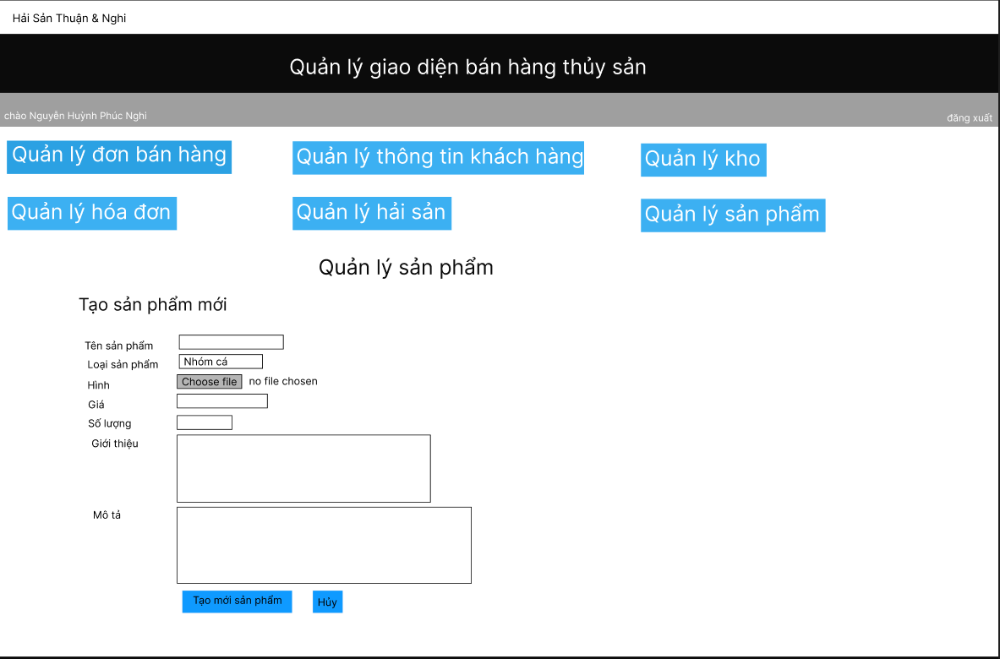 Hải Sản Thuận & Nghi
Quản lý giao diện bán hàng thủy sản
chào Nguyễn Huỳnh Phúc Nghi
đăng xuất
Quản lý đơn bán hàng
Quản lý thông tin khách hàng
Quản lý kho
Quản lý hóa đơn
Quản lý hải sản
Quản lý sản phẩm
Quản lý sản phẩm
Tạo sản phẩm mới
Tên sản phẩm
Loại sản phẩm
Nhóm cá
Hình
Choose file
no file chosen
Giá
Số lượng
Giới thiệu
Mô tả
Tạo mới sản phẩm
Hủy